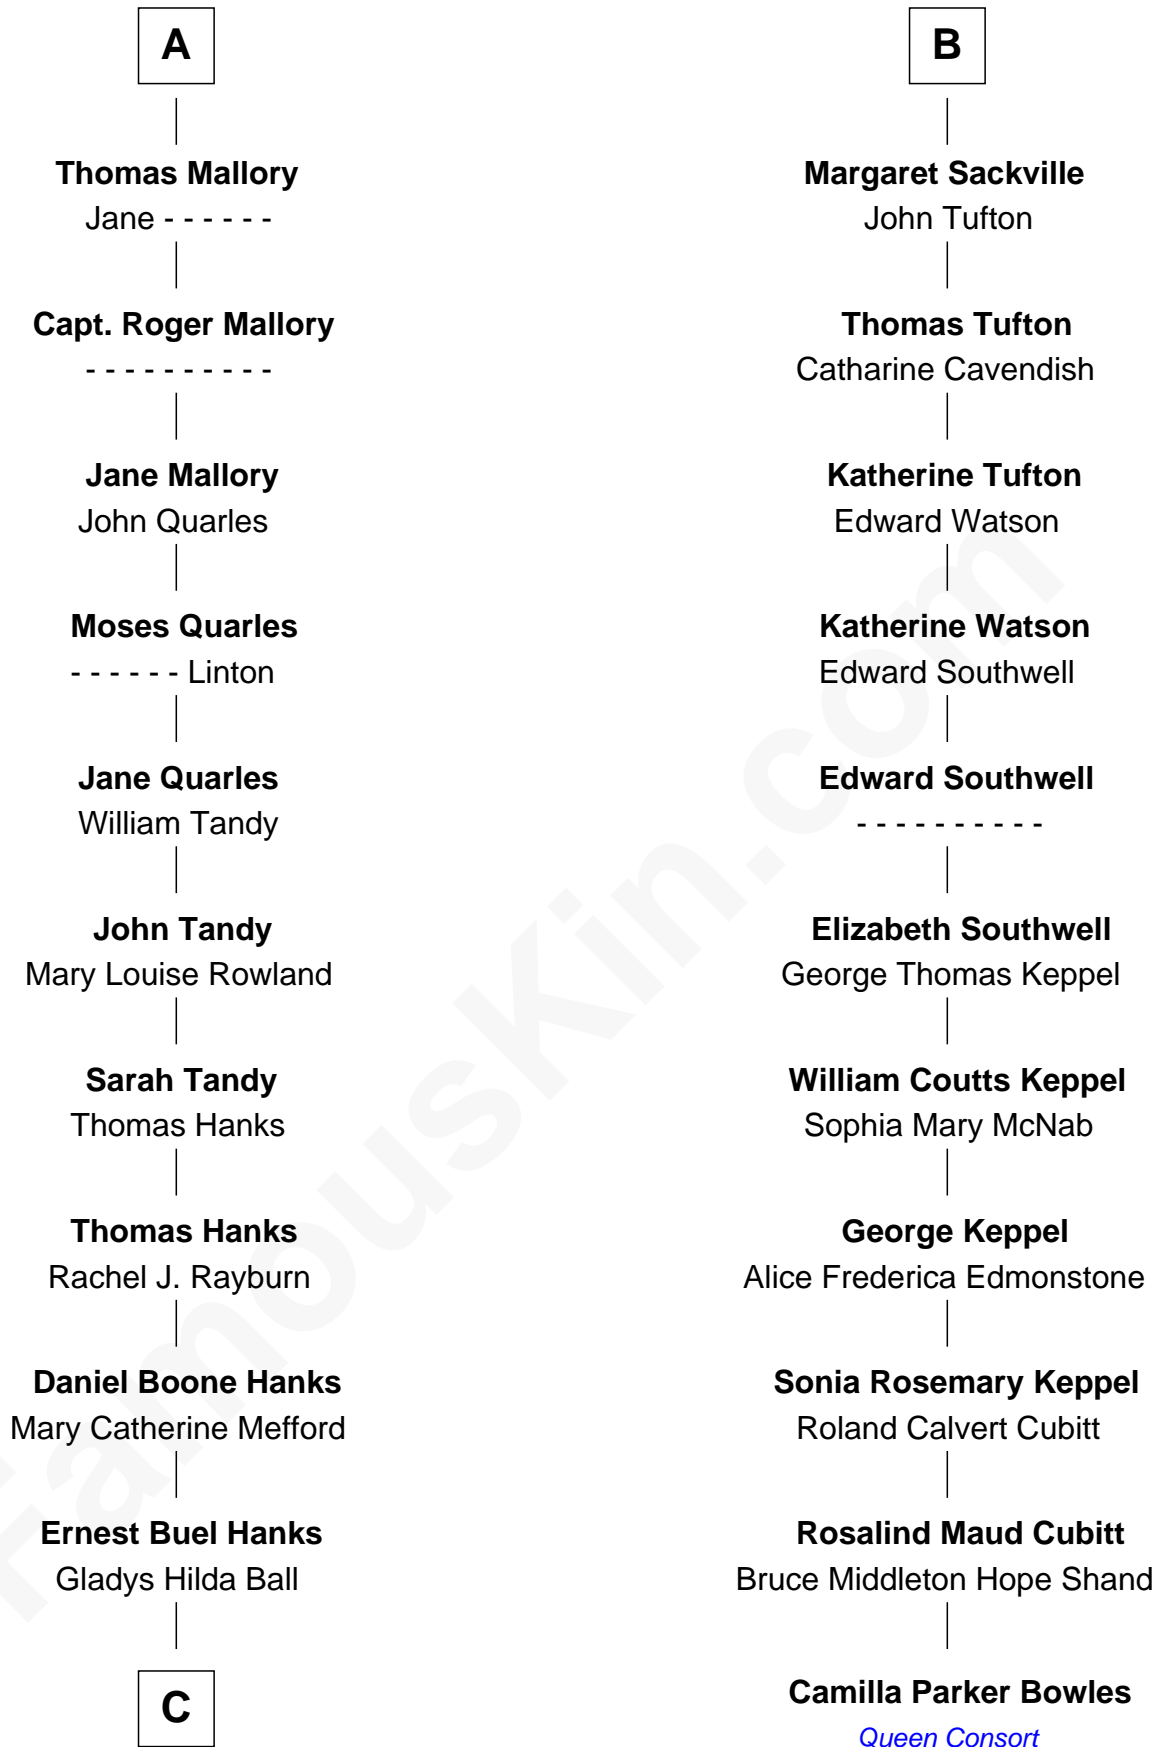 A
Thomas Mallory
Jane - - - - - -
Capt. Roger Mallory
- - - - - - - - - -
Jane Mallory
John Quarles
Moses Quarles
- - - - - - Linton
Jane Quarles
William Tandy
John Tandy
Mary Louise Rowland
Sarah Tandy
Thomas Hanks
Thomas Hanks
Rachel J. Rayburn
Daniel Boone Hanks
Mary Catherine Mefford
Ernest Buel Hanks
Gladys Hilda Ball
C
B
Margaret Sackville
John Tufton
Thomas Tufton
Catharine Cavendish
Katherine Tufton
Edward Watson
Katherine Watson
Edward Southwell
Edward Southwell
- - - - - - - - - -
Elizabeth Southwell
George Thomas Keppel
William Coutts Keppel
Sophia Mary McNab
George Keppel
Alice Frederica Edmonstone
Sonia Rosemary Keppel
Roland Calvert Cubitt
Rosalind Maud Cubitt
Bruce Middleton Hope Shand
Camilla Parker Bowles
Queen Consort
FamousKin.com